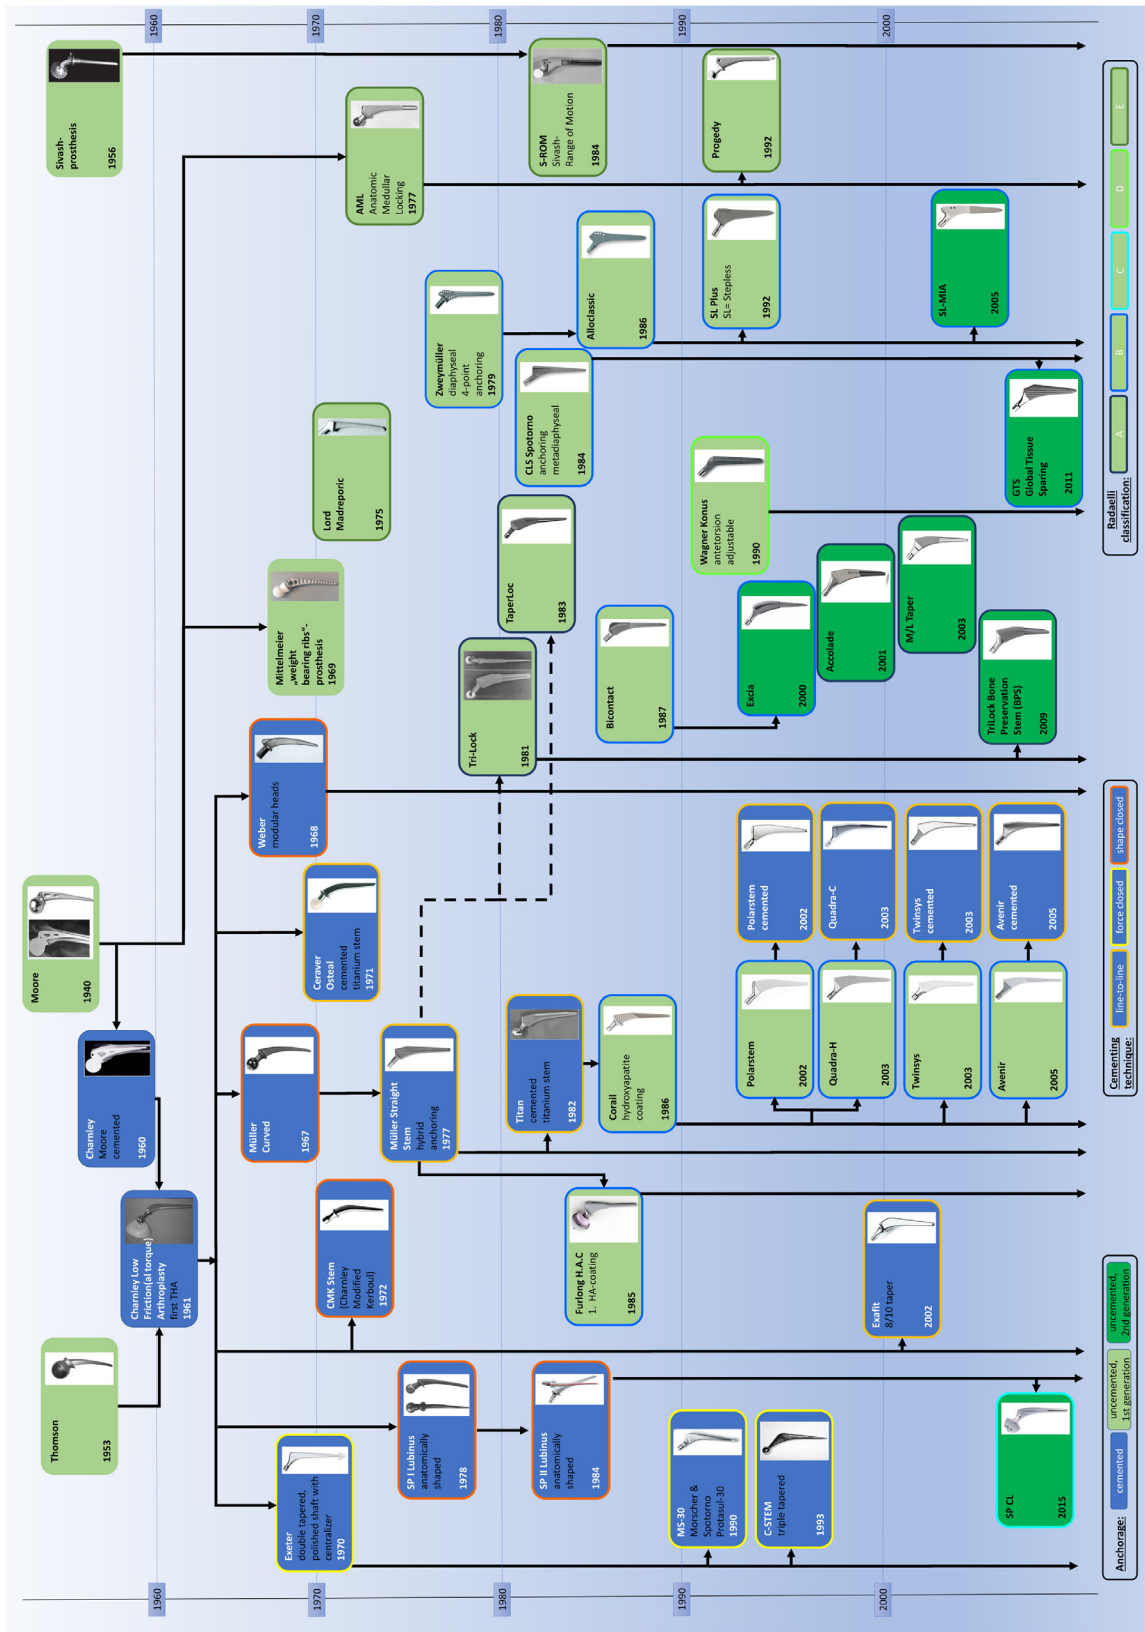 Thomson
1953
Moore
1940
Sivash-
prosthesis
1956
Charnley
Moore
cemented
1960
1960
1960
Charnley Low
Friction(al torque)
Arthroplasty
first THA
1961
Müller
Curved
1967
Weber
modular heads
1968
Mittelmeier
„weight
bearing ribs“-
prosthesis
1969
1970
1970
Exeter
double tapered,
polished shaft with
centralizer
1970
CMK Stem
(Charnley
Modified
Kerboul)
1972
Ceraver
Osteal
cemented
titanium stem
1971
Lord
Madreporic
1975
AML
Anatomic
Medullar
Locking
1977
SP I Lubinus
anatomically
shaped
1978
Müller Straight
Stem hybrid
anchoring
1977
Zweymüller
diaphyseal
4-point
anchoring
1979
1980
1980
Tri-Lock
1981
TaperLoc
1983
Titan
cemented
titanium stem
1982
CLS Spotorno
anchoring
metadiaphyseal
1984
S-ROM
Sivash-
Range of Motion
1984
SP II Lubinus
anatomically
shaped
1984
Furlong H.A.C
1. HA-coating
1985
Corail
hydroxyapatite
coating
1986
Alloclassic
1986
Bicontact
1987
1990
1990
MS-30
Morscher &
Spotorno
Protasul-30
1990
Wagner Konus
antetorsion
adjustable
1990
SL Plus
SL= Stepless
1992
Progedy
1992
C-STEM
triple tapered
1993
Polarstem
2002
Polarstem
cemented
2002
Excia
2000
Quadra-H
2003
Quadra-C
2003
Accolade
2001
2000
2000
Exafit
8/10 taper
2002
Twinsys
2003
Twinsys
cemented
2003
M/L Taper
2003
SL-MIA
2005
Avenir
2005
Avenir
cemented
2005
TriLock Bone
Preservation
Stem (BPS)
2009
GTS
Global Tissue
Sparing
2011
SP CL
2015
Anchorage:
cemented
uncemented,
1st generation
uncemented,
2nd generation
Cementing
technique:
line-to-line
force closed
shape closed
Radaelli
classification:
A
B
C
D
E